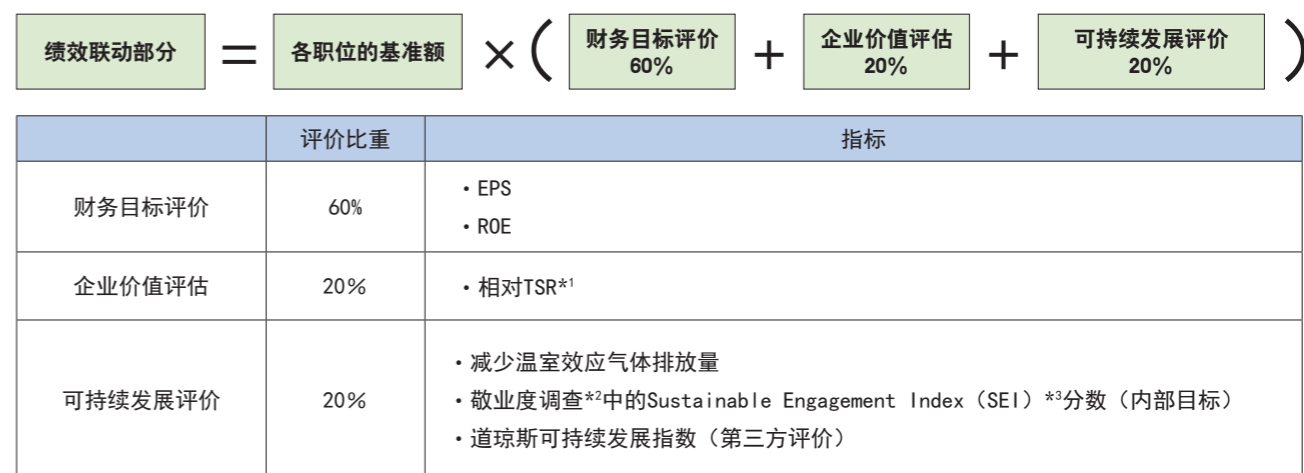 绩效联动部分 = 各职位的基准额 × ( 财务目标评价 60% + 企业价值评估 20% + 可持续发展评价 20% )
评价比重 指标
财务目标评价 60% ・EPS
・ROE
企业价值评估 20% ・相对TSR*1
可持续发展评价 20% ・减少温室效应气体排放量
・敬业度调查*2中的Sustainable Engagement Index（SEI）*3分数（内部目标）
・道琼斯可持续发展指数（第三方评价）